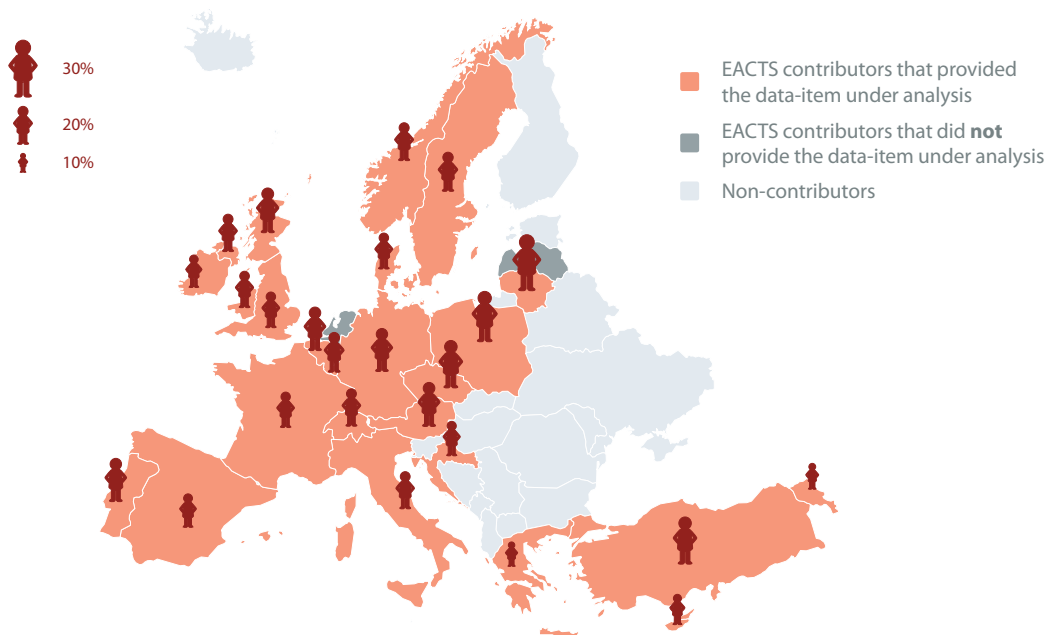 30%
20%
10%
EACTS contributors that provided
the data-item under analysis
EACTS contributors that did not
provide the data-item under analysis
Non-contributors